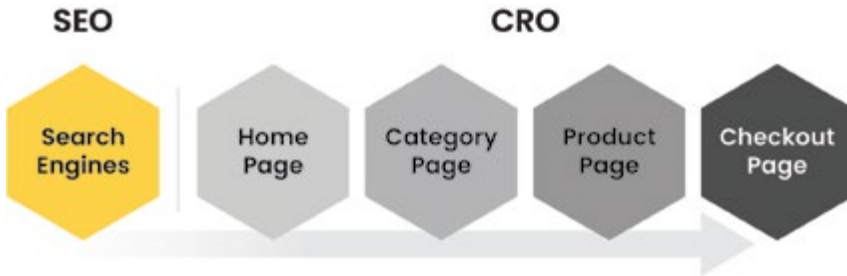 SEO
CRO
Search
Engines
Home
Page
Category
Page
Product
Page
Checkout
Page